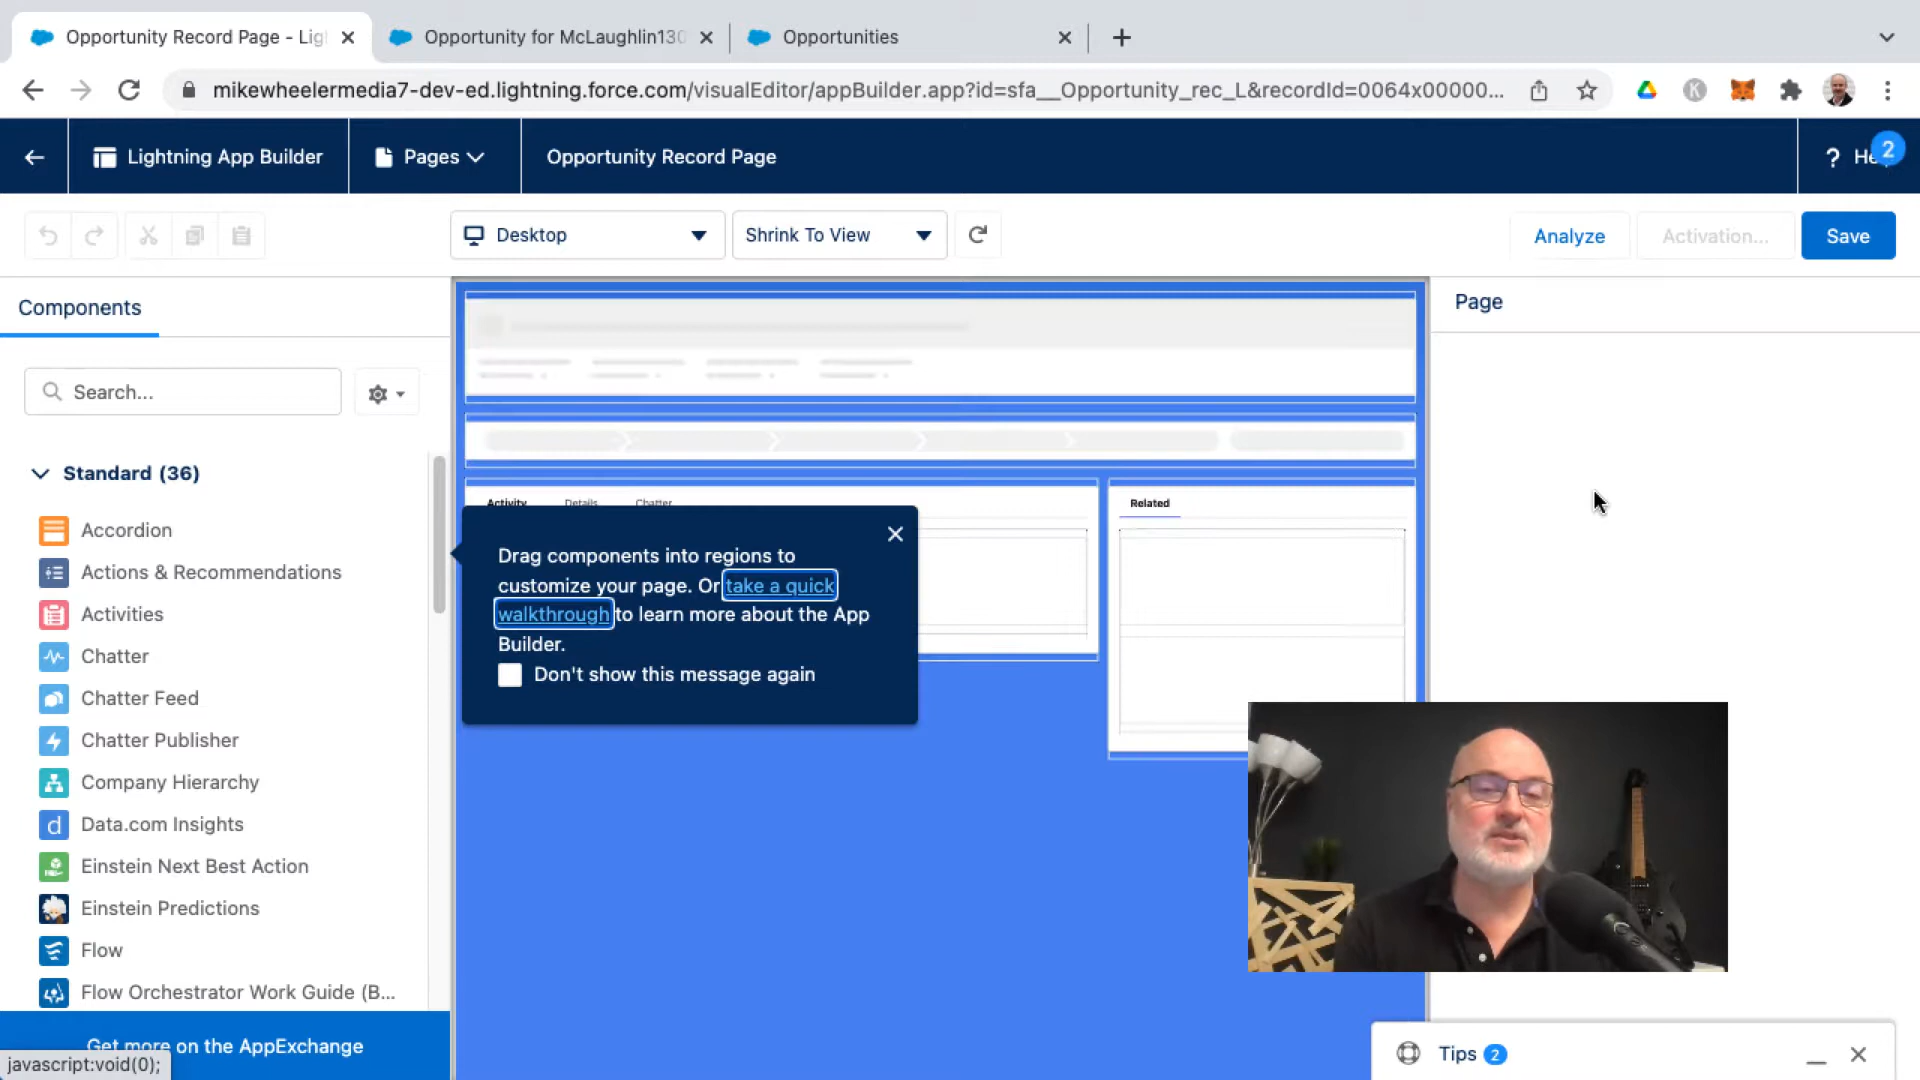 Opportunity Record Page - Lig
Opportunity for McLaughlin130
Opportunities
mikewheelermedia7-dev-ed.lightning.force.com/visualEditor/appBuilder.app?id=sfa__Opportunity_rec_L&recordId=0064x00000...
Lightning App Builder
Pages
Opportunity Record Page
? He
2
Desktop
Shrink To View
Analyze
Activation...
Save
Components
Page
Search...
Standard (36)
Accordion
Actions & Recommendations
Activities
Chatter
Chatter Feed
Chatter Publisher
Company Hierarchy
Data.com Insights
Einstein Next Best Action
Einstein Predictions
Flow
Flow Orchestrator Work Guide (B...
Get more on the AppExchange
javascript:void(0);
Activity
Details
Chatter
Related
Drag components into regions to
customize your page. Or take a quick
walkthrough to learn more about the App
Builder.
Don't show this message again
Tips 2